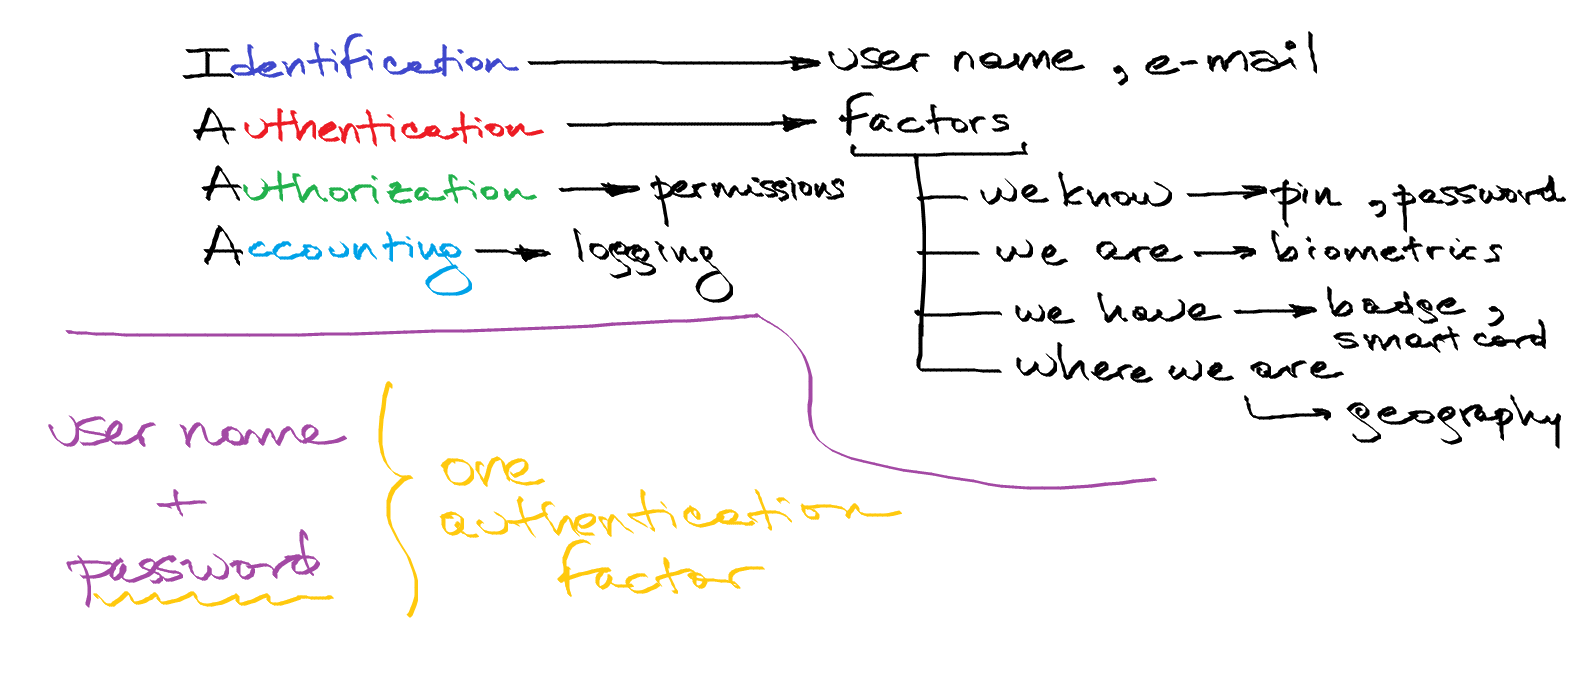 Identification → user name, e-mail
Authentication → factors
we know → pin, password
we are → biometrics
we have → badge, smart card
where we are
→ geography
Authorization → permissions
Accounting → logging
user name
+
password
one
authentication
factor